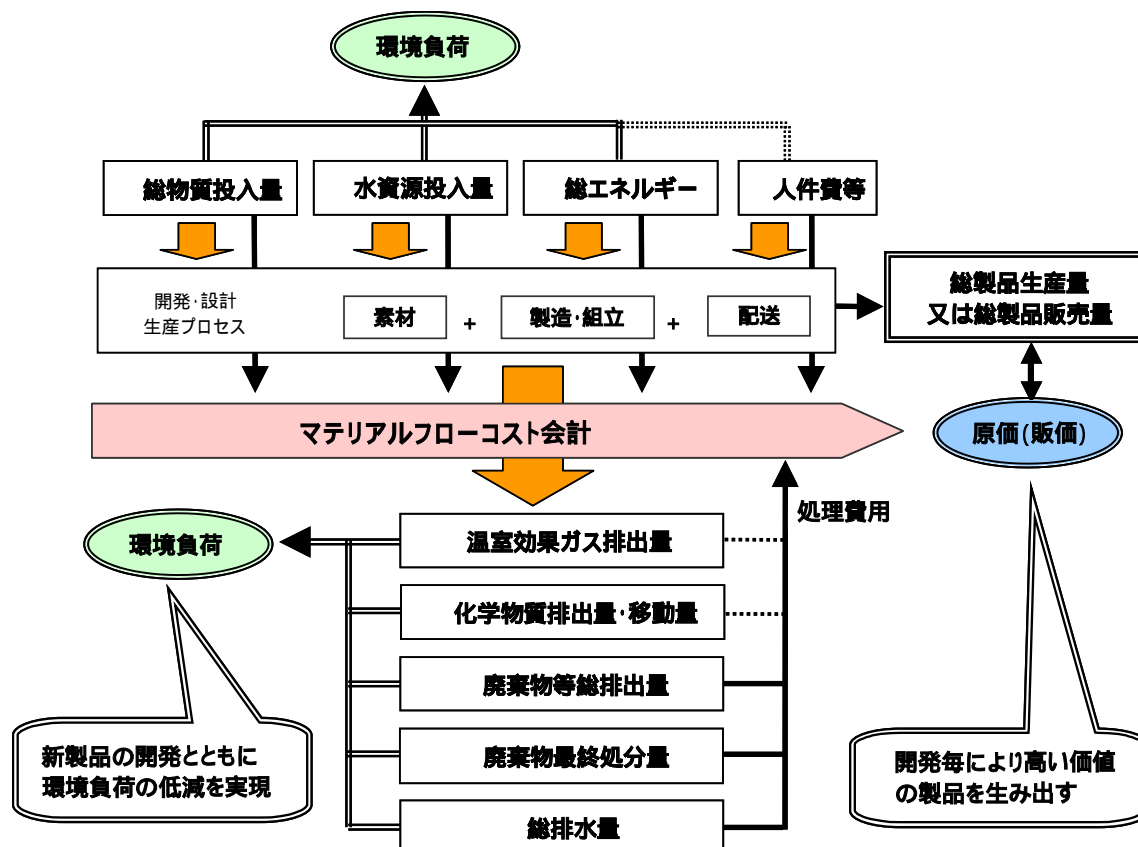 環境負荷
総物質投入量
水資源投入量
総エネルギー
人件費等
開発・設計
生産プロセス
素材
+
製造・組立
+
配送
総製品生産量
又は総製品販売量
マテリアルフローコスト会計
原価(販価)
処理費用
環境負荷
温室効果ガス排出量
化学物質排出量・移動量
廃棄物等総排出量
廃棄物最終処分量
総排水量
新製品の開発とともに
環境負荷の低減を実現
開発毎により高い価値
の製品を生み出す